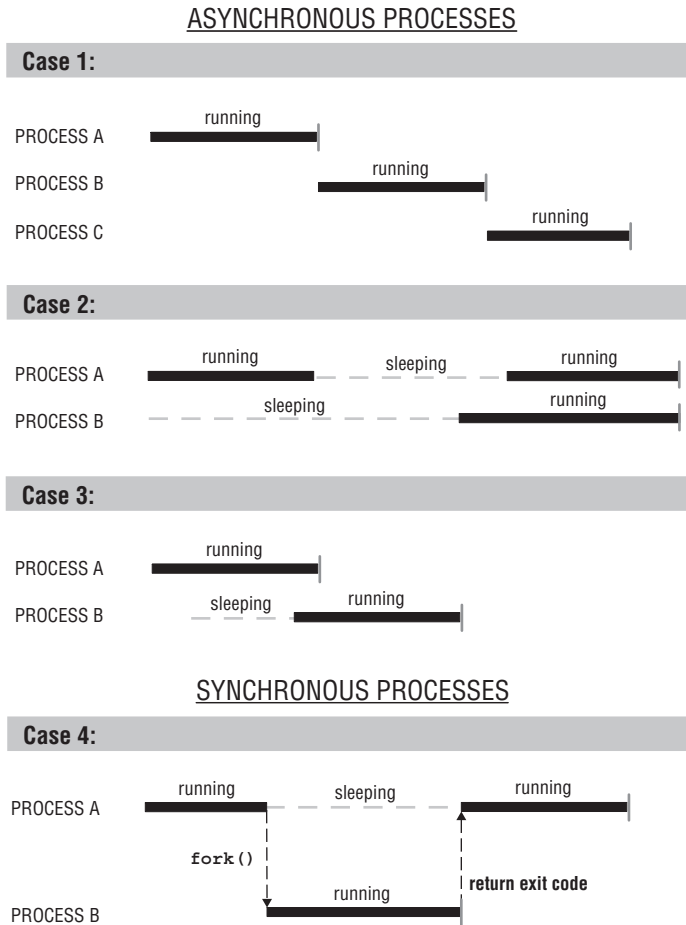 ASYNCHRONOUS PROCESSES
Case 1:
running
PROCESS A
running
PROCESS B
running
PROCESS C
Case 2:
running
sleeping
running
PROCESS A
sleeping
running
PROCESS B
Case 3:
running
PROCESS A
sleeping
running
PROCESS B
SYNCHRONOUS PROCESSES
Case 4:
running
sleeping
running
PROCESS A
fork()
return exit code
running
PROCESS B